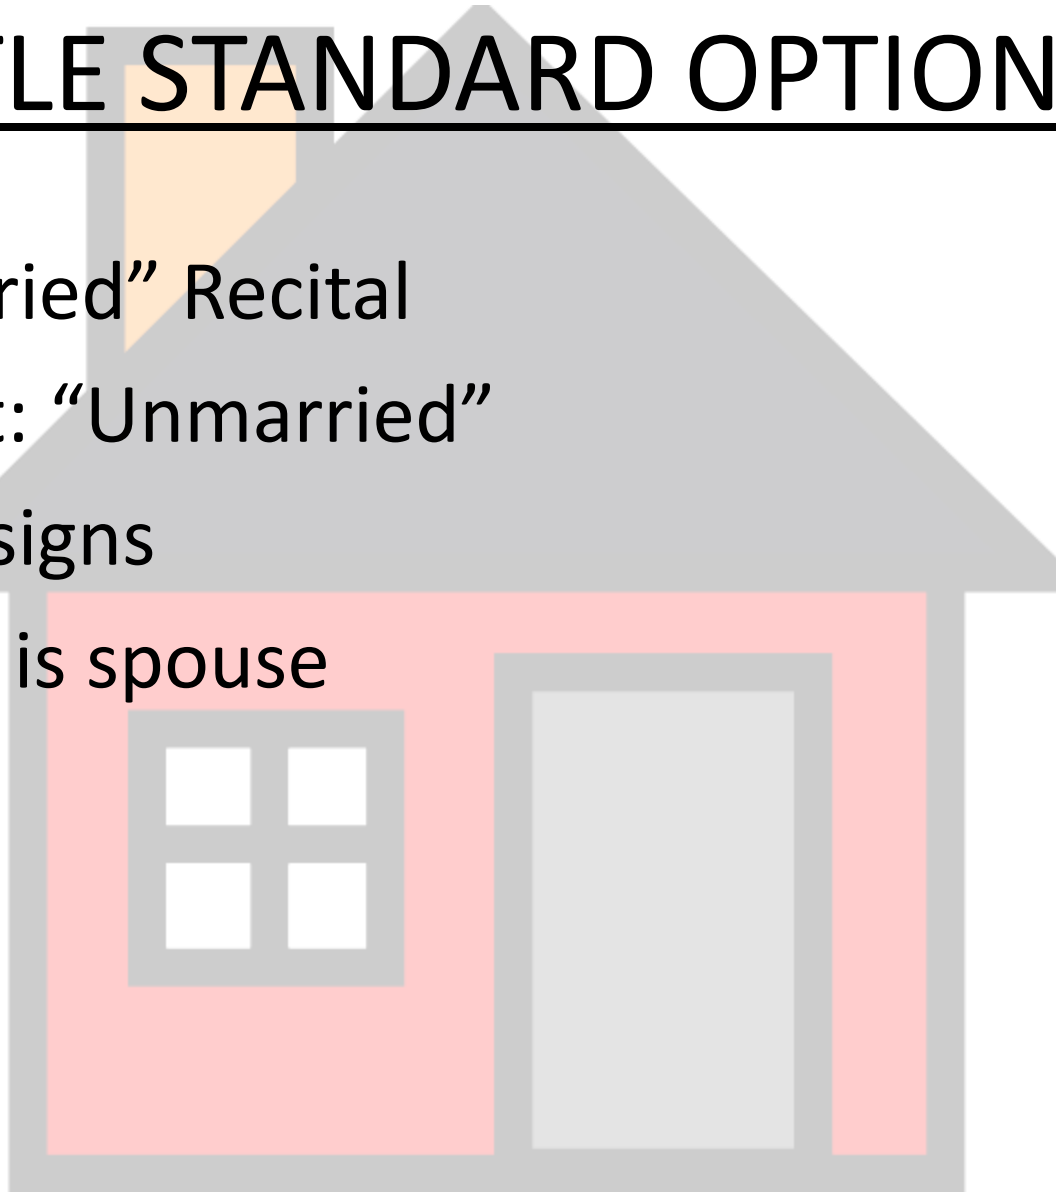 TLE STANDARD OPTION
ried” Recital
t: “Unmarried”
signs
is spouse